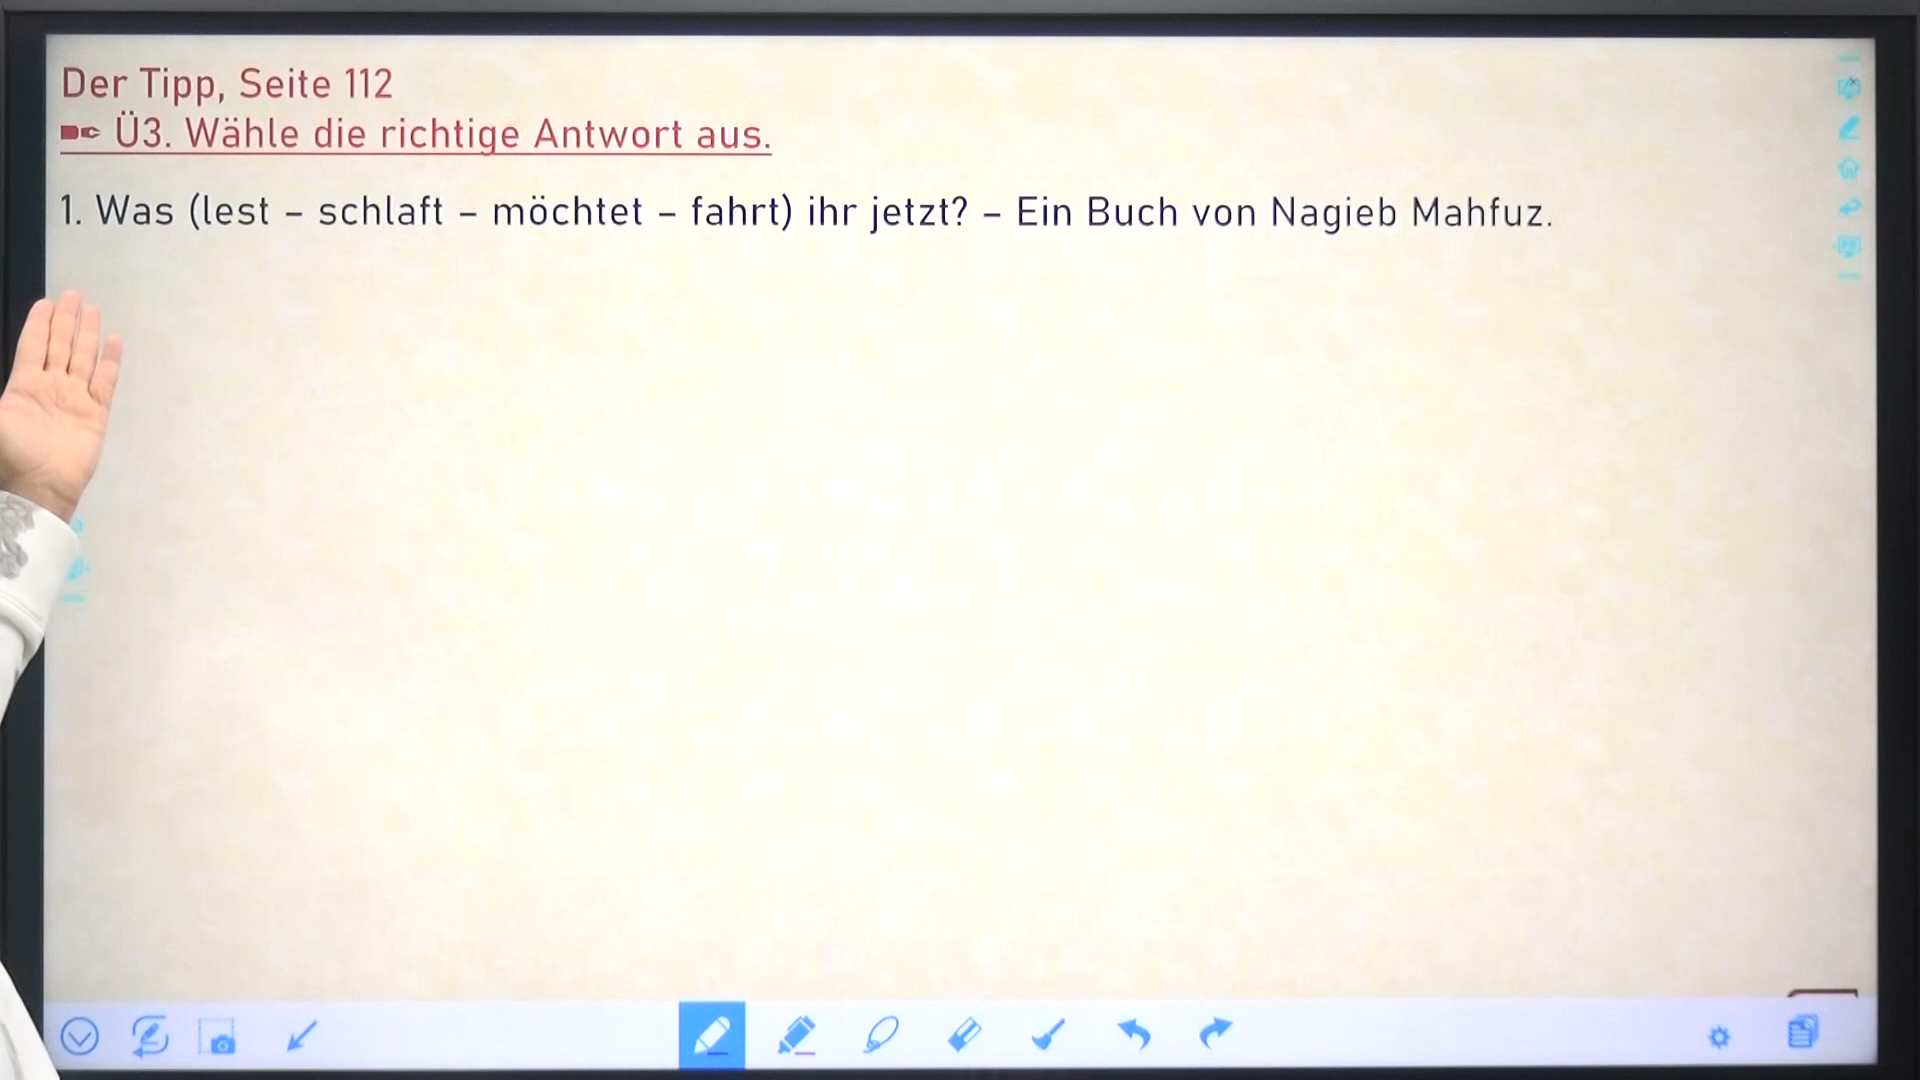 Der Tipp, Seite 112
Ü3. Wähle die richtige Antwort aus.
1. Was (lest – schlaft – möchtet – fahrt) ihr jetzt? – Ein Buch von Nagieb Mahfuz.